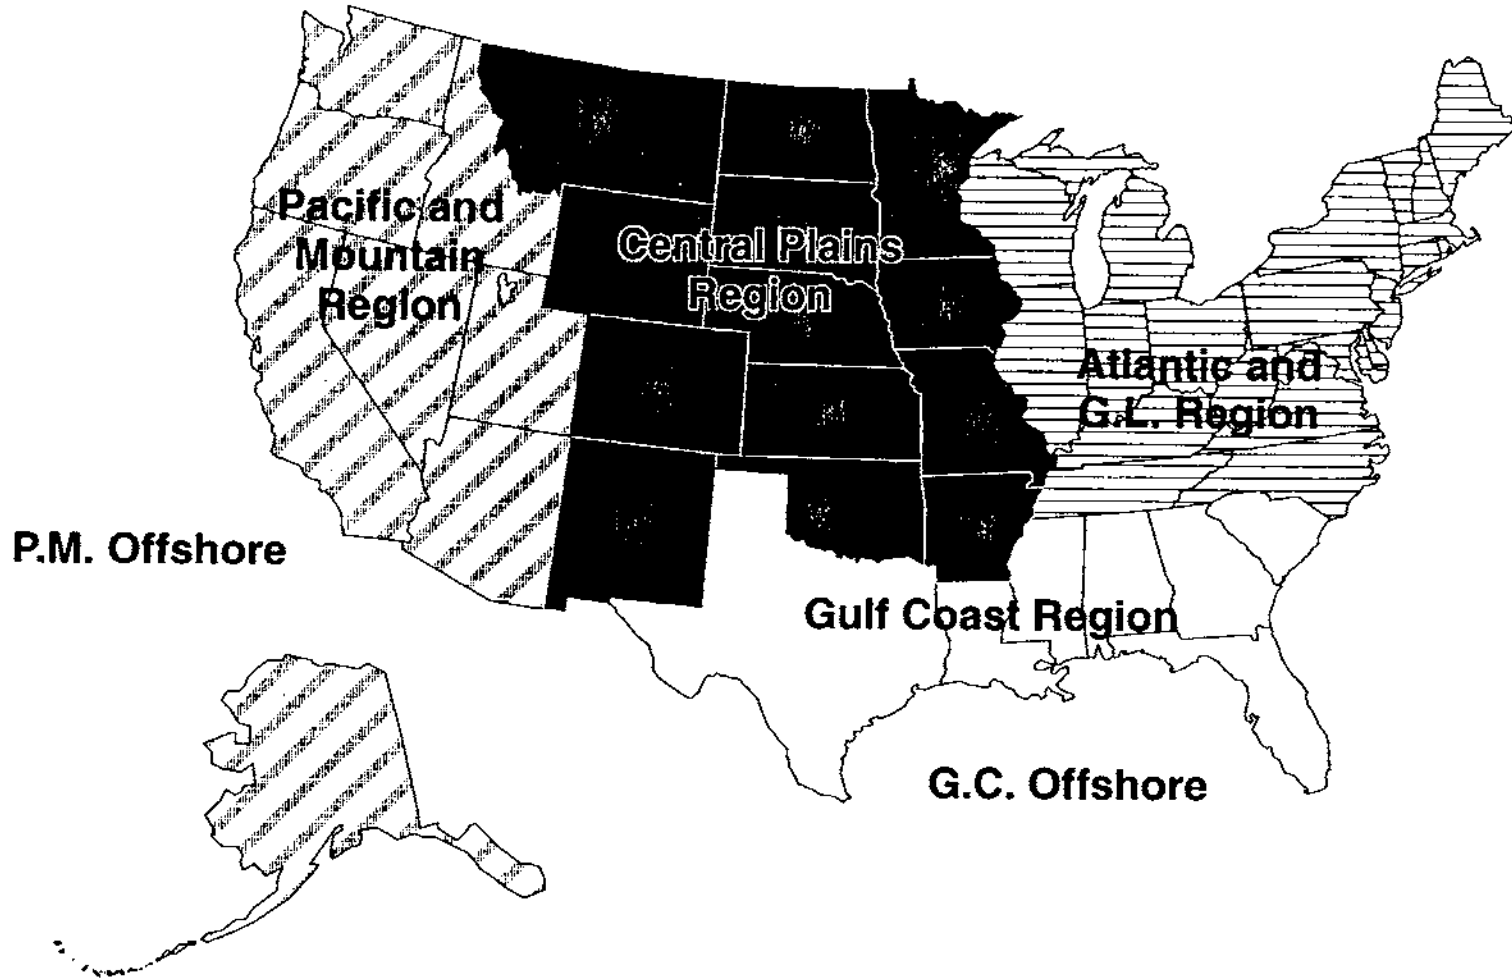 Pacific and
Mountain
Region
Central Plains
Region
Atlantic and
G.L. Region
P.M. Offshore
Gulf Coast Region
G.C. Offshore